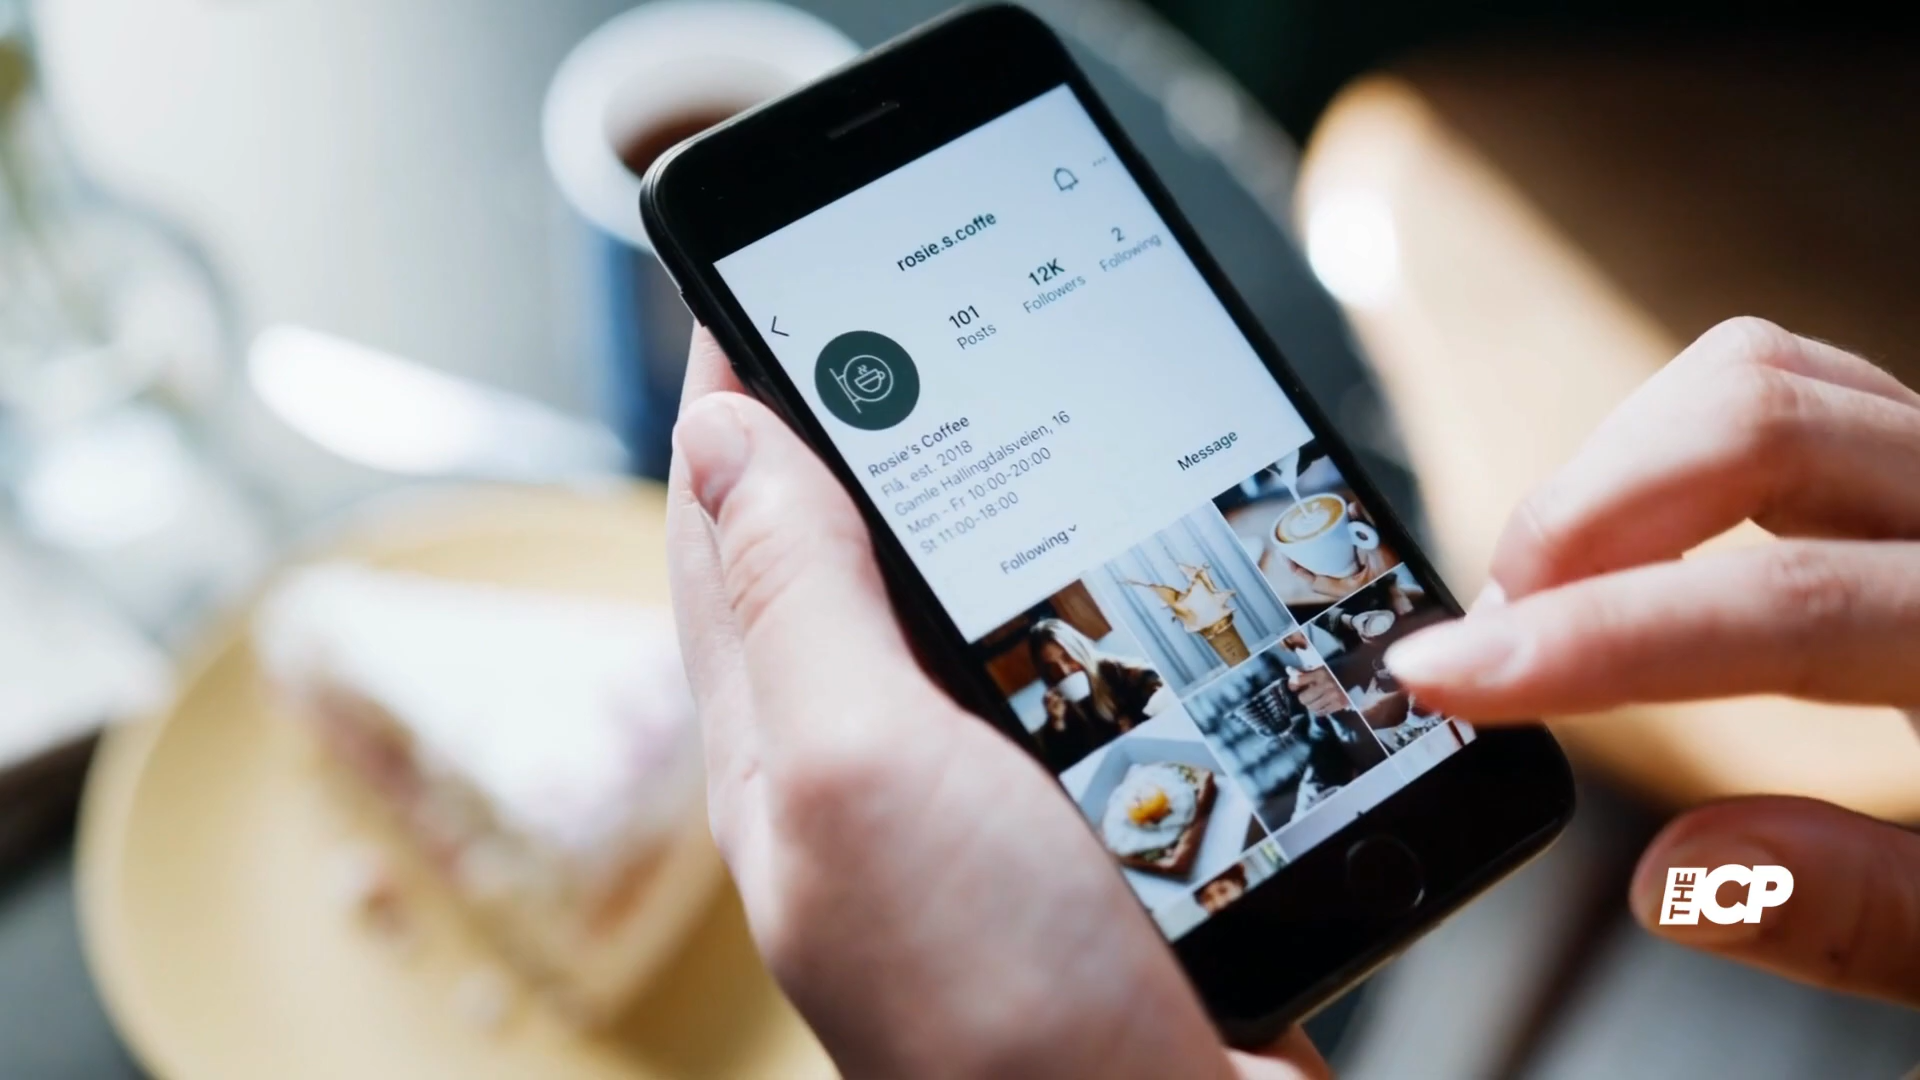 rosie.s.coffe
101
Posts
12K
Followers
2
Following
Rosie's Coffee
Flå, est. 2018
Gamle Hallingdalsveien, 16
Mon - Fr 10:00-20:00
St 11:00-18:00
Following
Message
THE ICP